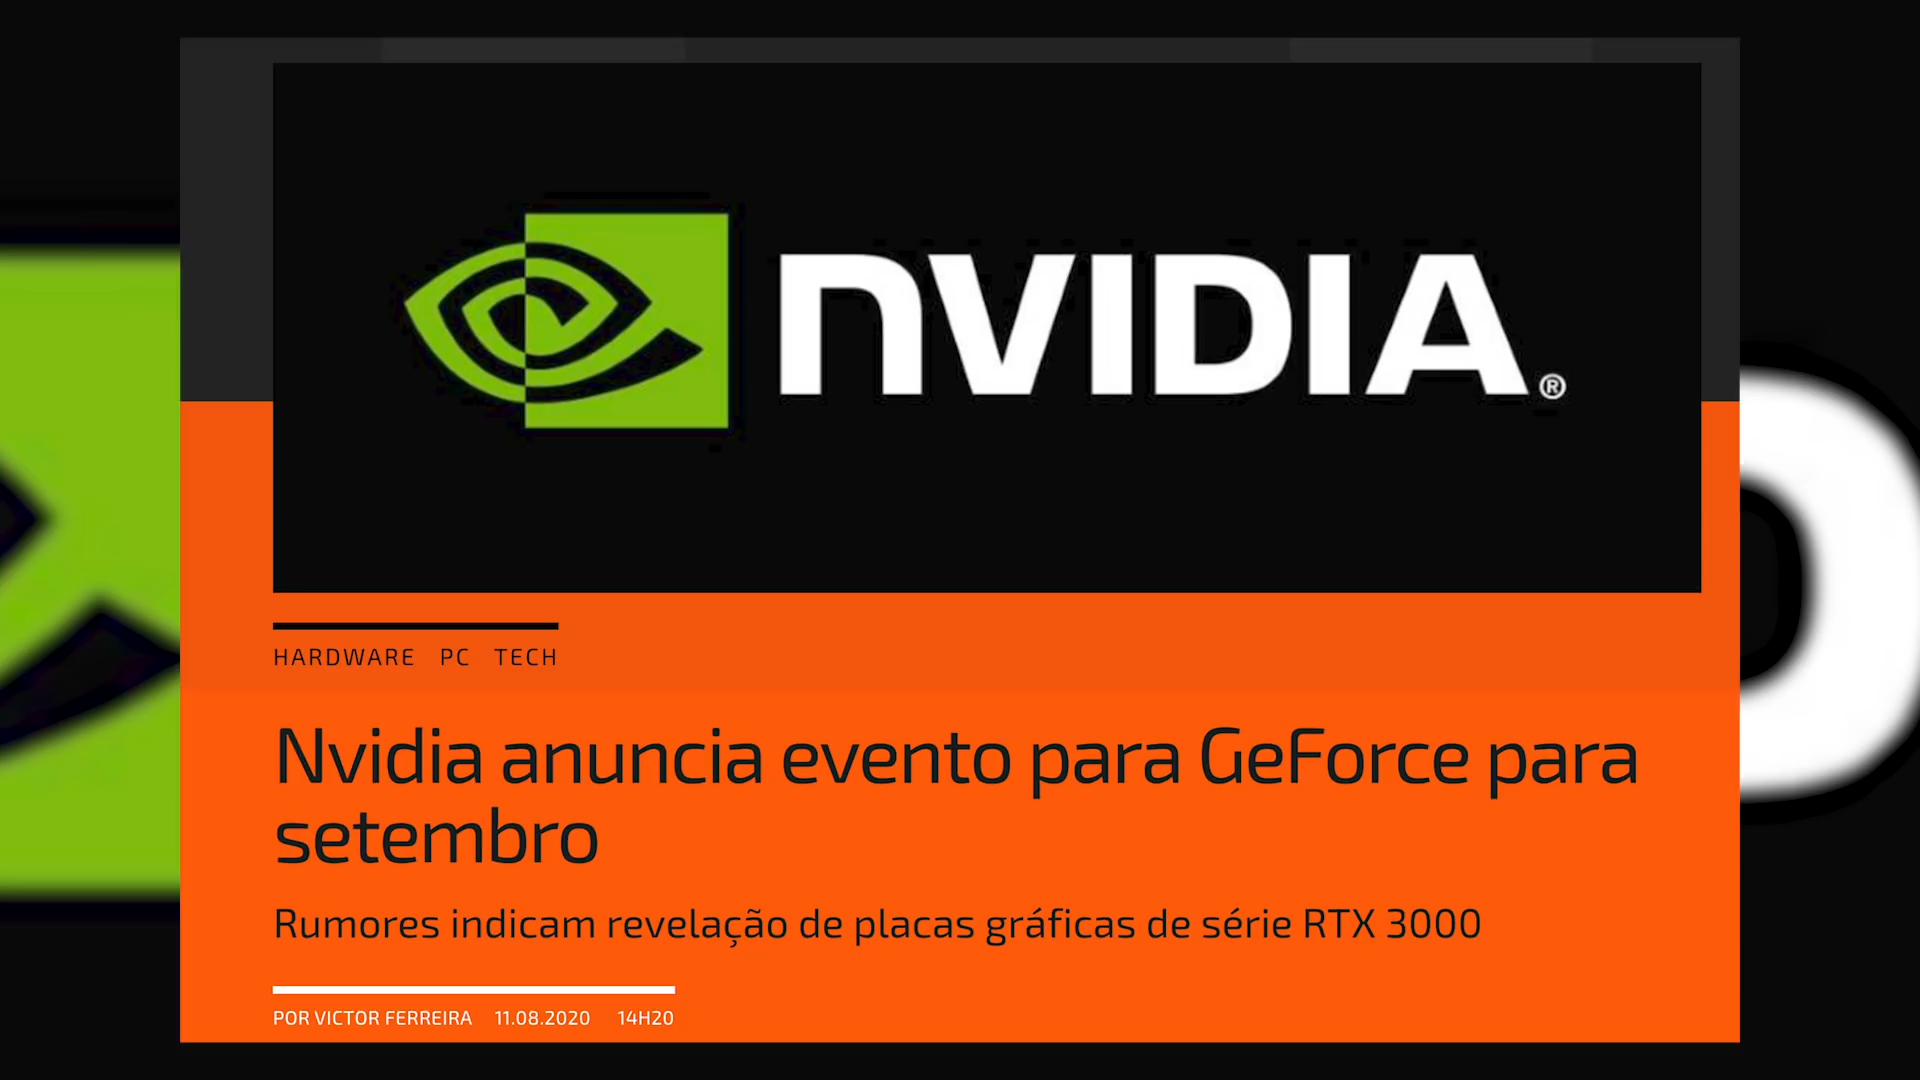 NVIDIA®
HARDWARE PC TECH
Nvidia anuncia evento para GeForce para
setembro
Rumores indicam revelação de placas gráficas de série RTX 3000
POR VICTOR FERREIRA 11.08.2020 14H20